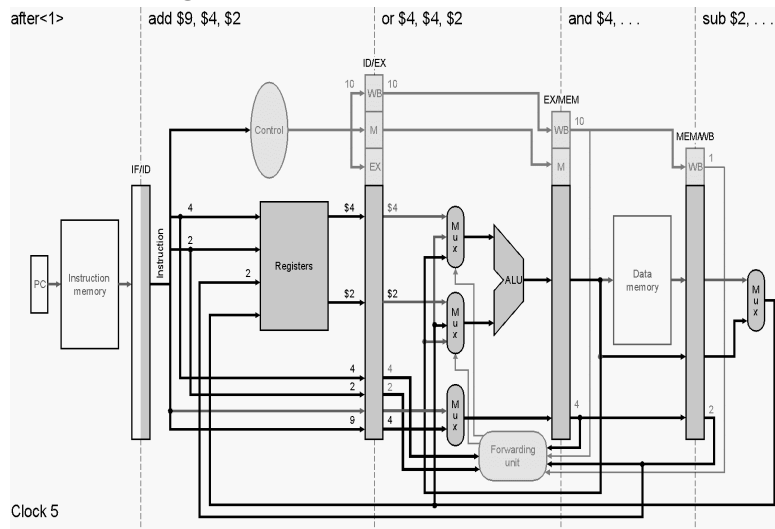 after<1>
add $9, $4, $2
or $4, $4, $2
and $4, . . .
sub $2, . . .
ID/EX
10
WB
10
EX/MEM
Control
M
WB
10
MEM/WB
EX
M
WB
1
IF/ID
4
$4
$4
Mux
2
Instruction
PC
Instruction
memory
2
Registers
ALU
Data
memory
Mux
$2
$2
Mux
4
4
2
2
Mux
4
2
9
4
Forwarding
unit
Clock 5